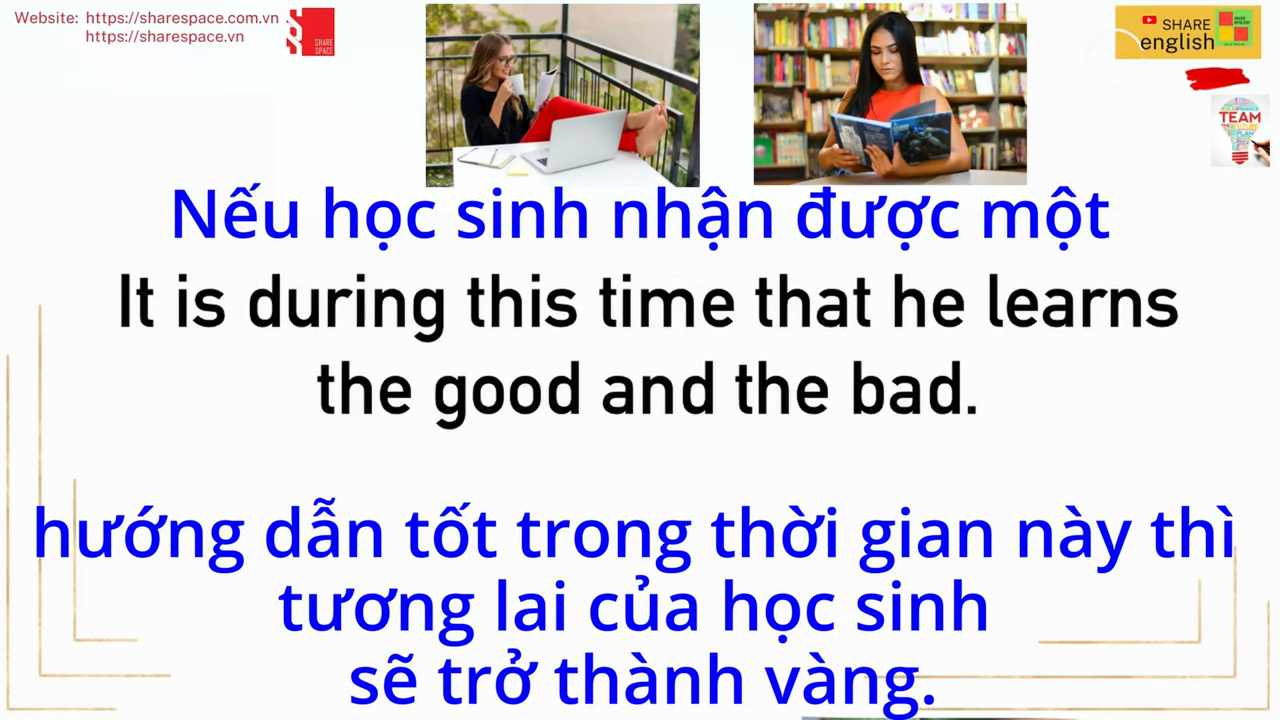 Website: https://sharespace.com.vn
https://sharespace.vn
SHARE
SPACE
SHARE
english
TEAM
PLAN
Nếu học sinh nhận được một
It is during this time that he learns
the good and the bad.
hướng dẫn tốt trong thời gian này thì
tương lai của học sinh
sẽ trở thành vàng.